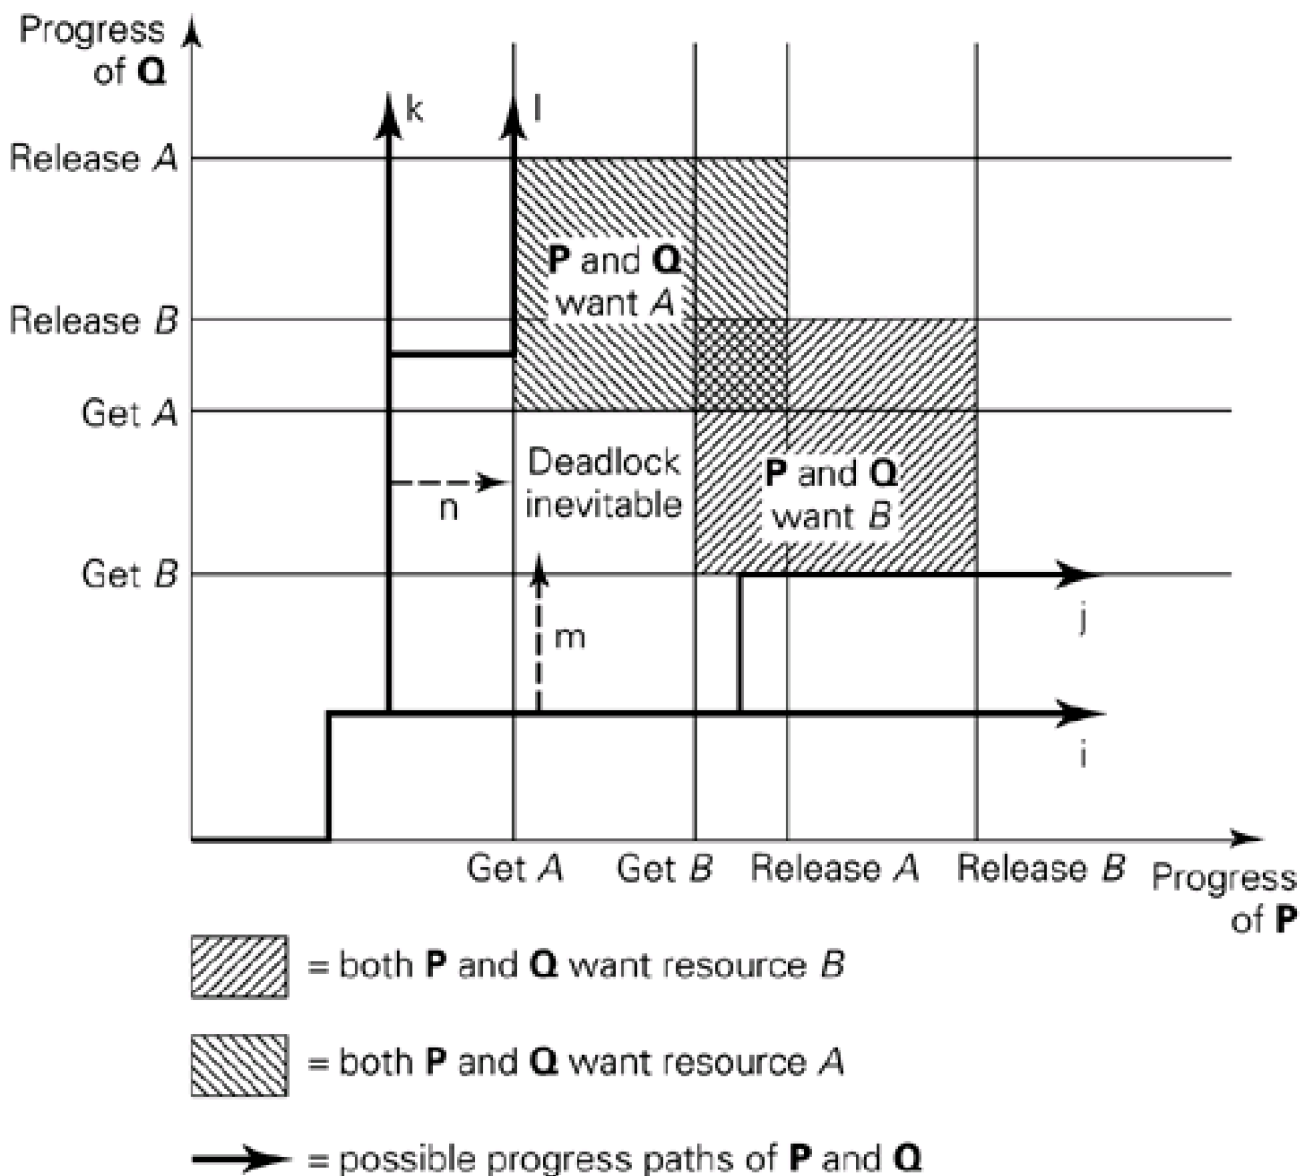 Progress
of Q
k
l
Release A
P and Q
want A
Release B
Get A
Deadlock
inevitable
P and Q
want B
n
Get B
m
j
i
Get A
Get B
Release A
Release B
Progress
of P
= both P and Q want resource B
= both P and Q want resource A
= possible progress paths of P and Q